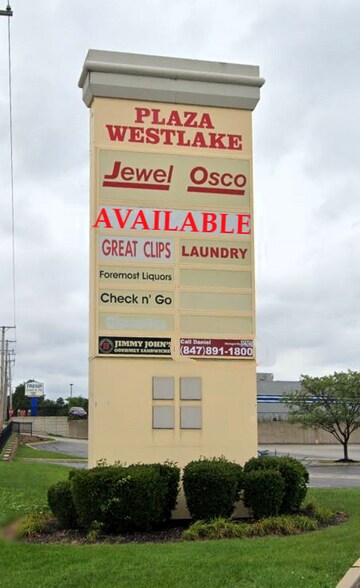 PLAZA
WESTLAKE
Jewel Osco
AVAILABLE
GREAT CLIPS LAUNDRY
Foremost Liquors
Check n' Go
JIMMY JOHN'S
GOURMET SANDWICHES
Call Daniel
(847)891-1800